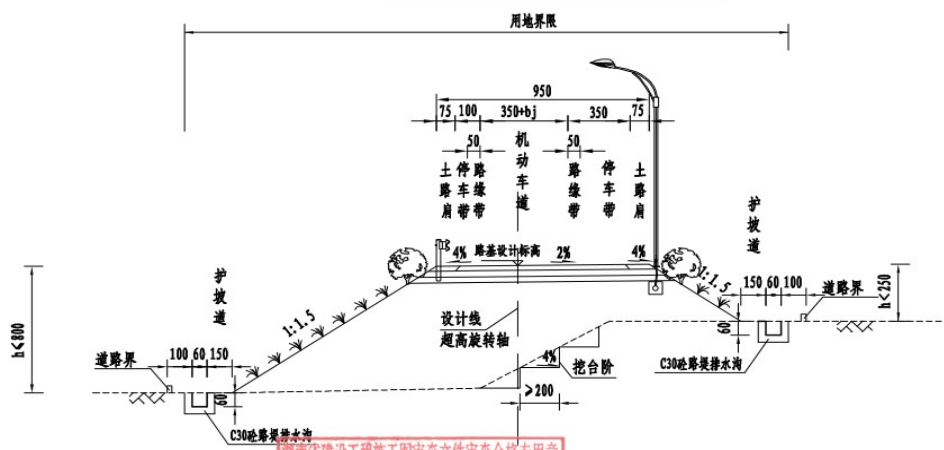 用地界限
950
75 100 350+bj 350 75
50 50
土路肩
停车带
路缘带
机动车道
路缘带
停车带
土路肩
护坡道
护坡道
4% 路基设计标高 2% 4%
1:1.5
1:1.5
150 60 100
道路界
h<250
60
C30砼路堤排水沟
h≤800
道路界
100 60 150
60
C30砼路堤排水沟
设计线
超高旋转轴
4%
挖台阶
>200